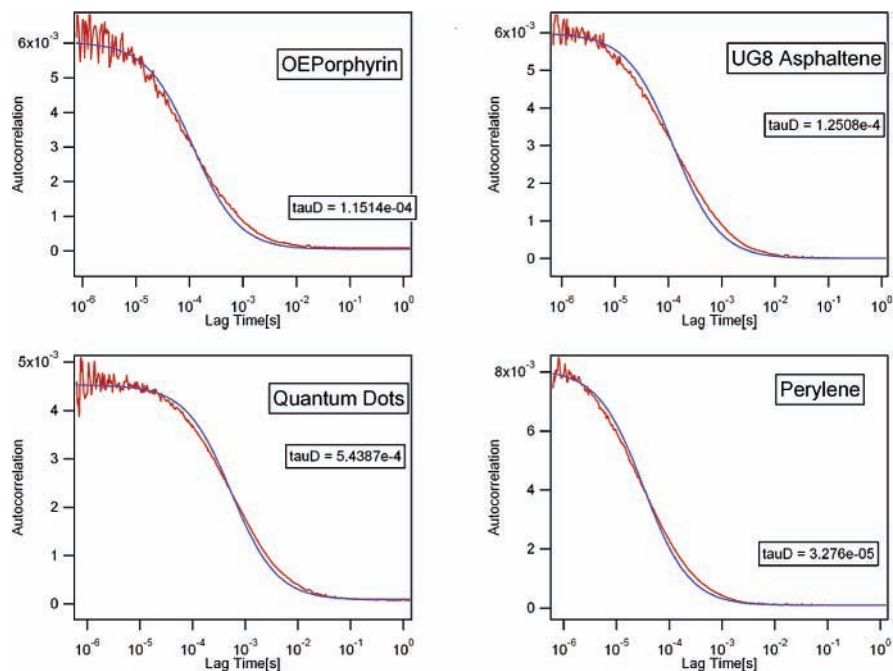 6x10⁻³
5
4
3
2
1
0
Autocorrelation
OEPorphyrin
tauD = 1.1514e-04
10⁻⁶ 10⁻⁵ 10⁻⁴ 10⁻³ 10⁻² 10⁻¹ 10⁰
Lag Time[s]
6x10⁻³
5
4
3
2
1
0
Autocorrelation
UG8 Asphaltene
tauD = 1.2508e-4
10⁻⁶ 10⁻⁵ 10⁻⁴ 10⁻³ 10⁻² 10⁻¹ 10⁰
Lag Time[s]
5x10⁻³
4
3
2
1
0
Autocorrelation
Quantum Dots
tauD = 5.4387e-4
10⁻⁶ 10⁻⁵ 10⁻⁴ 10⁻³ 10⁻² 10⁻¹ 10⁰
Lag Time[s]
8x10⁻³
6
4
2
0
Autocorrelation
Perylene
tauD = 3.276e-05
10⁻⁶ 10⁻⁵ 10⁻⁴ 10⁻³ 10⁻² 10⁻¹ 10⁰
Lag Time[s]